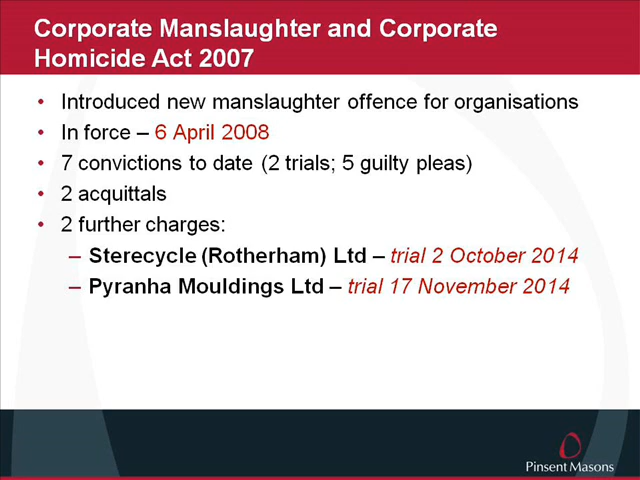 Corporate Manslaughter and Corporate
Homicide Act 2007
• Introduced new manslaughter offence for organisations
• In force – 6 April 2008
• 7 convictions to date (2 trials; 5 guilty pleas)
• 2 acquittals
• 2 further charges:
– Sterecycle (Rotherham) Ltd – trial 2 October 2014
– Pyranha Mouldings Ltd – trial 17 November 2014
Pinsent Masons